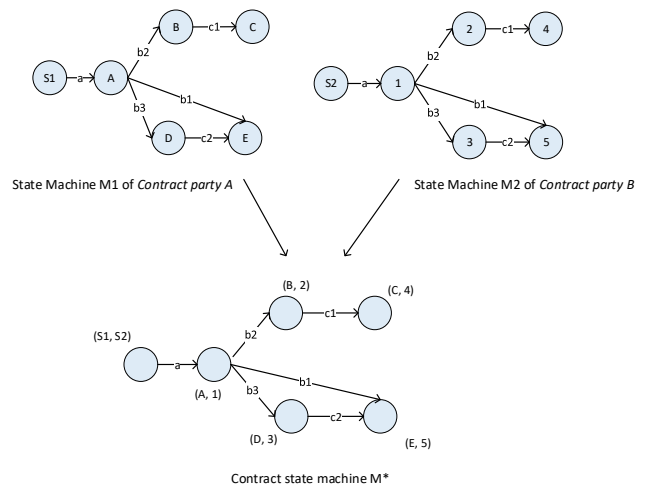 B c1 C
b2
S1 a A
b1
b3
D c2 E
State Machine M1 of Contract party A
2 c1 4
b2
S2 a 1
b1
b3
3 c2 5
State Machine M2 of Contract party B
(B, 2)
(C, 4)
c1
(S1, S2)
b2
a
b1
(A, 1)
b3
c2
(D, 3)
(E, 5)
Contract state machine M*